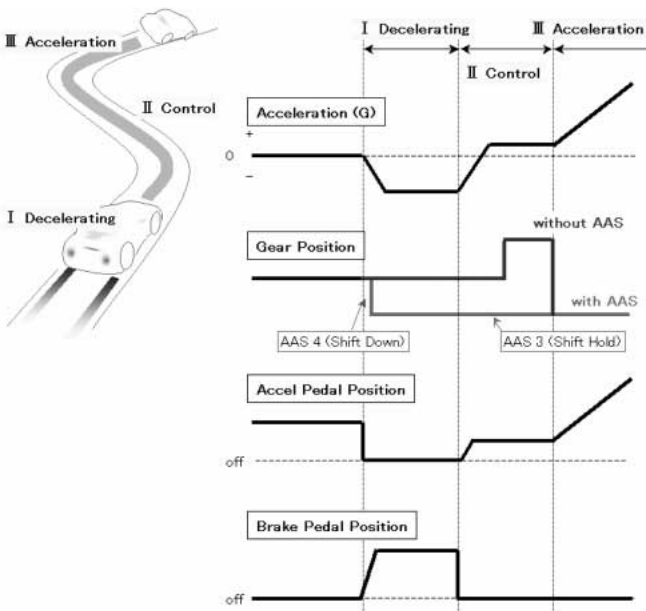 Ⅲ Acceleration
Ⅱ Control
Ⅰ Decelerating
Ⅰ Decelerating
Ⅲ Acceleration
Ⅱ Control
Acceleration (G)
+
0
−
without AAS
Gear Position
with AAS
AAS 4 (Shift Down)
AAS 3 (Shift Hold)
Accel Pedal Position
off
Brake Pedal Position
off